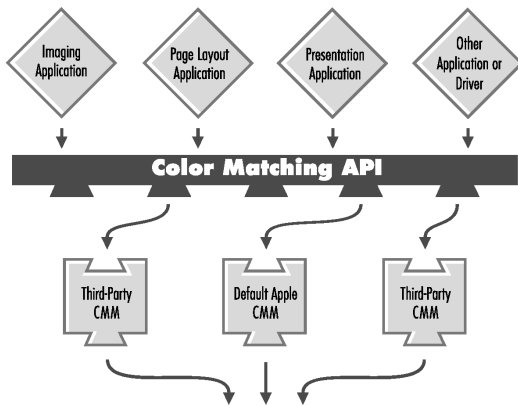 Imaging
Application
Page Layout
Application
Presentation
Application
Other
Application or
Driver
Color Matching API
Third-Party
CMM
Default Apple
CMM
Third-Party
CMM